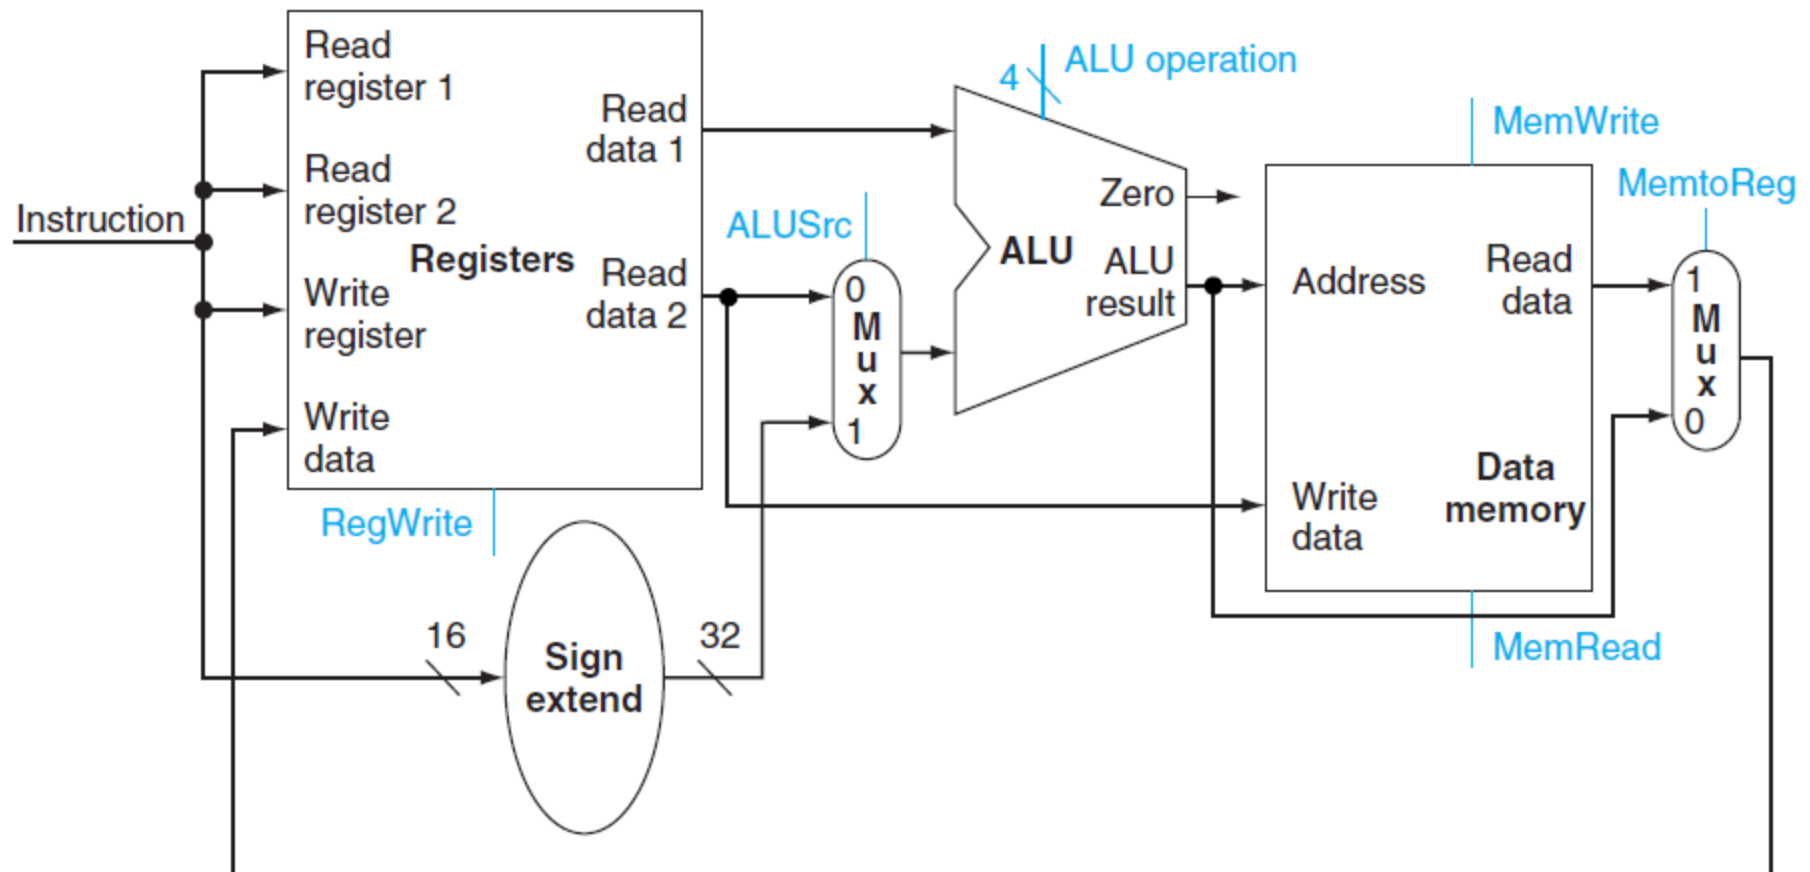 Instruction
Read
register 1
Read
register 2
Write
register
Write
data
Registers
Read
data 1
Read
data 2
RegWrite
16
Sign
extend
32
ALUSrc
0
M
u
x
1
4
ALU operation
Zero
ALU
ALU
result
MemWrite
Address
Read
data
Write
data
Data
memory
MemRead
MemtoReg
1
M
u
x
0